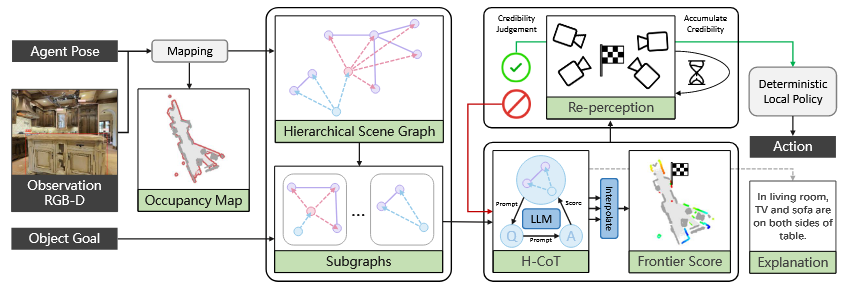 Agent Pose
Mapping
Observation
RGB-D
Occupancy Map
Object Goal
Hierarchical Scene Graph
...
Subgraphs
Credibility
Judgement
Accumulate
Credibility
Re-perception
Deterministic
Local Policy
Action
Prompt
Score
LLM
Q
Prompt
A
H-CoT
Interpolate
Frontier Score
In living room,
TV and sofa are
on both sides of
table.
Explanation